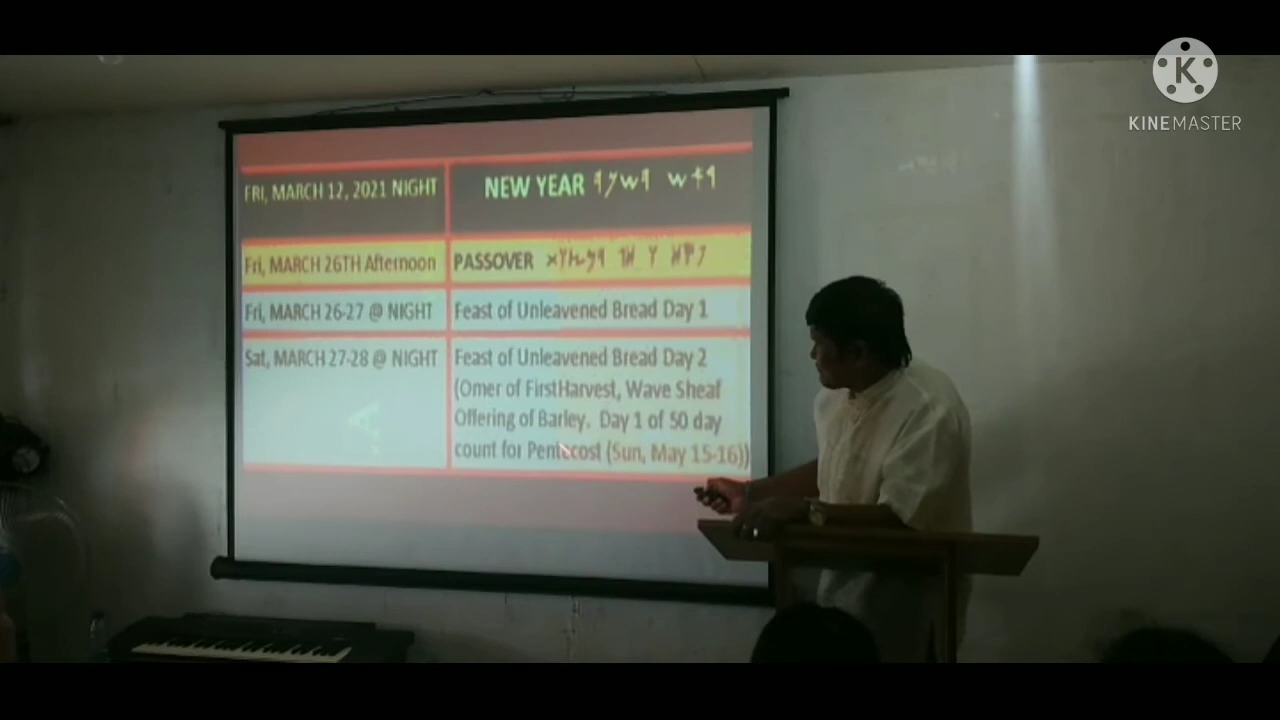 FRI, MARCH 12, 2021 NIGHT
NEW YEAR
Fri, MARCH 26TH Afternoon
PASSOVER
Fri, MARCH 26-27 @ NIGHT
Feast of Unleavened Bread Day 1
Sat, MARCH 27-28 @ NIGHT
Feast of Unleavened Bread Day 2
(Omer of FirstHarvest, Wave Sheaf
Offering of Barley. Day 1 of 50 day
count for Pentecost (Sun, May 15-16))
K
KINEMASTER